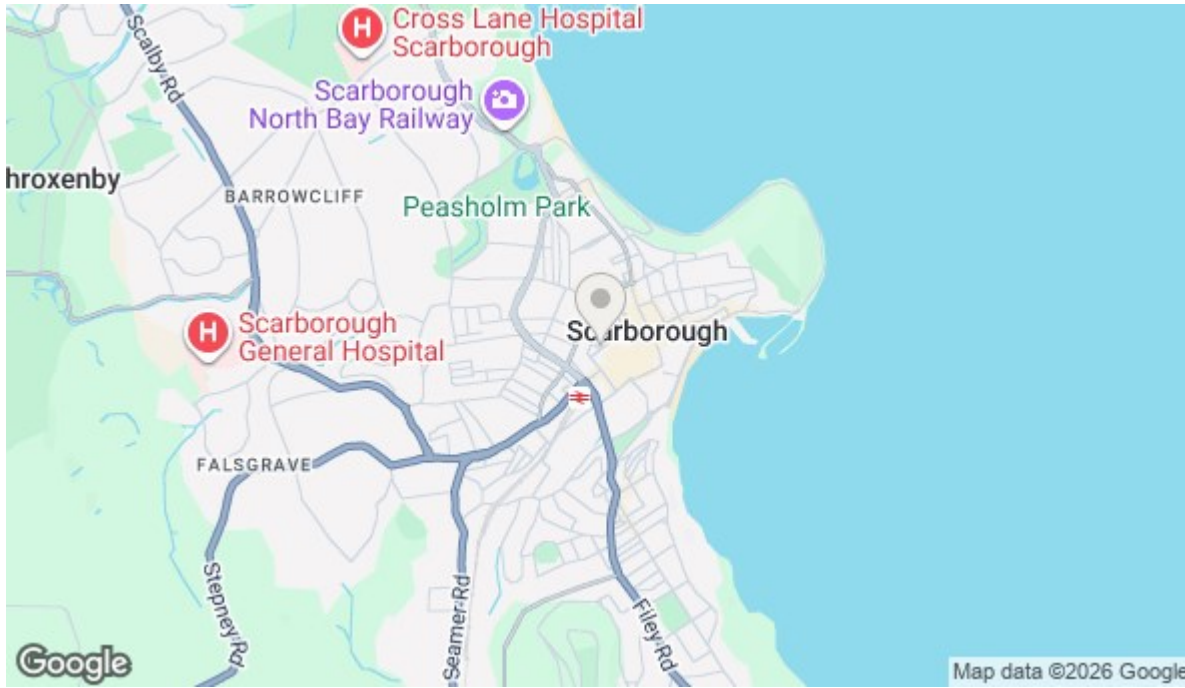 Cross Lane Hospital
Scarborough
Scalby Rd
Scarborough
North Bay Railway
hroxenby
BARROWCLIFF
Peasholm Park
Scarborough
Scarborough
General Hospital
FALSGRAVE
Stepney Rd
Seamer Rd
Filey Rd
Google
Map data ©2026 Google